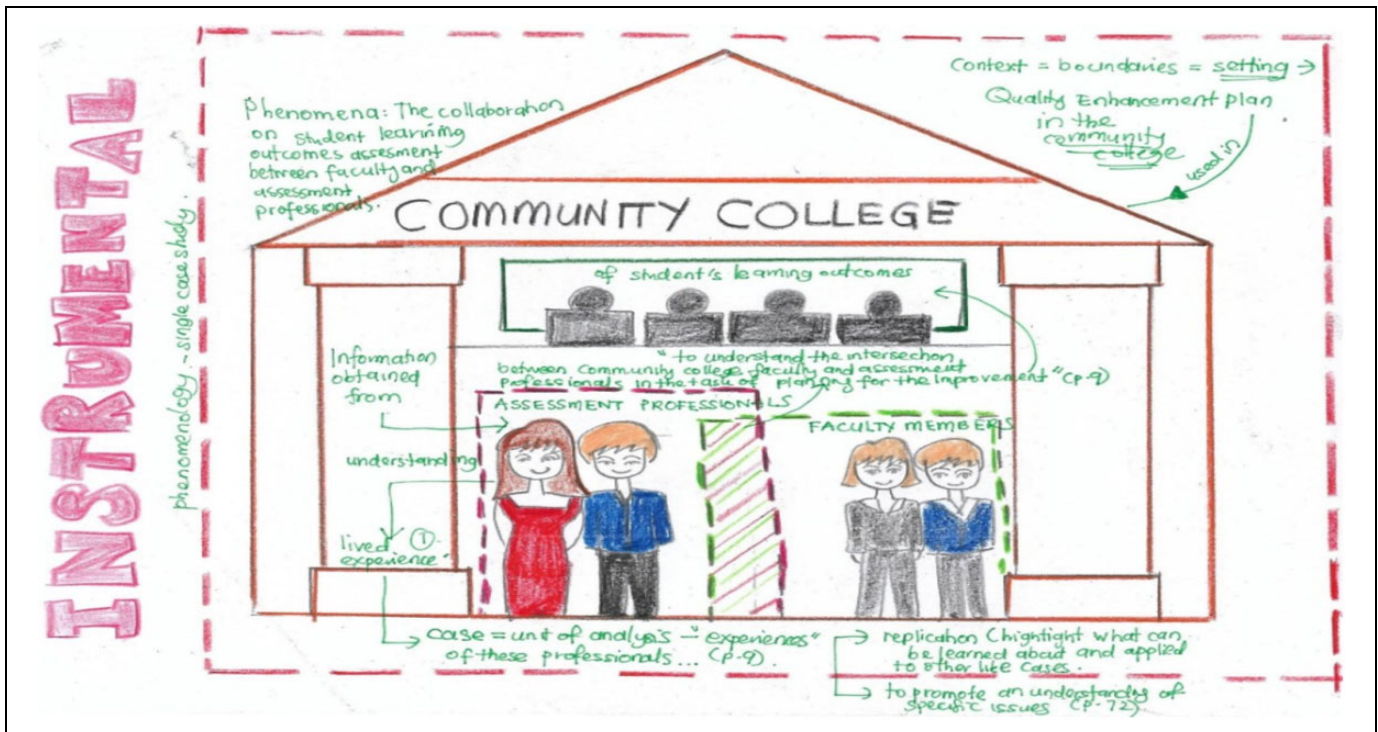 INSTRUMENTAL
phenomenology - single case study.
Phenomena: The collaboration
on student learning
outcomes assesment
between faculty and
assessment
professionals.
Context = boundaries = setting →
Quality Enhancement plan
in the
community
college
used in
COMMUNITY COLLEGE
of student's learning outcomes
Information
obtained
from
"to understand the intersection
between Community college faculty and assessment
professionals in the task of planning for the improvement" (p.9)
ASSESSMENT PROFESSIONALS
FACULTY MEMBERS
understanding
lived ①
experience"
case = unit of analysis - "experiences"
of these professionals... (p.9).
replication (hightlight what can
be learned about and applied
to other like cases.
to promote an understandig of
specific issues (p.72).